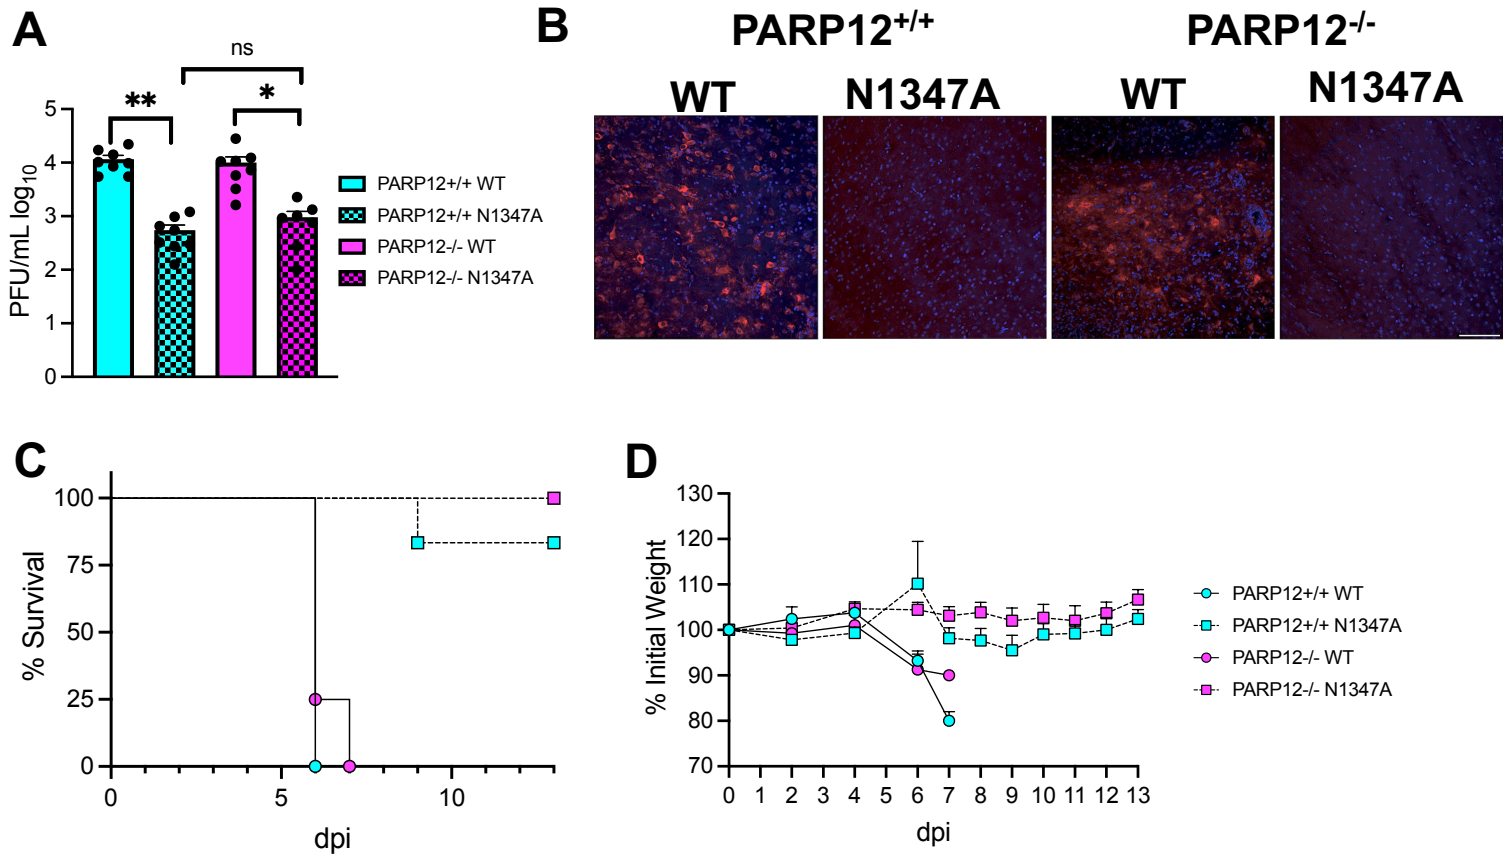 A
ns
**
*
5
4
3
2
1
0
PFU/mL log10
PARP12+/+ WT
PARP12+/+ N1347A
PARP12-/- WT
PARP12-/- N1347A
B
PARP12+/+
PARP12-/-
WT
N1347A
WT
N1347A
C
100
75
50
25
0
% Survival
0
5
10
dpi
D
130
120
110
100
90
80
70
% Initial Weight
0 1 2 3 4 5 6 7 8 9 10 11 12 13
dpi
PARP12+/+ WT
PARP12+/+ N1347A
PARP12-/- WT
PARP12-/- N1347A